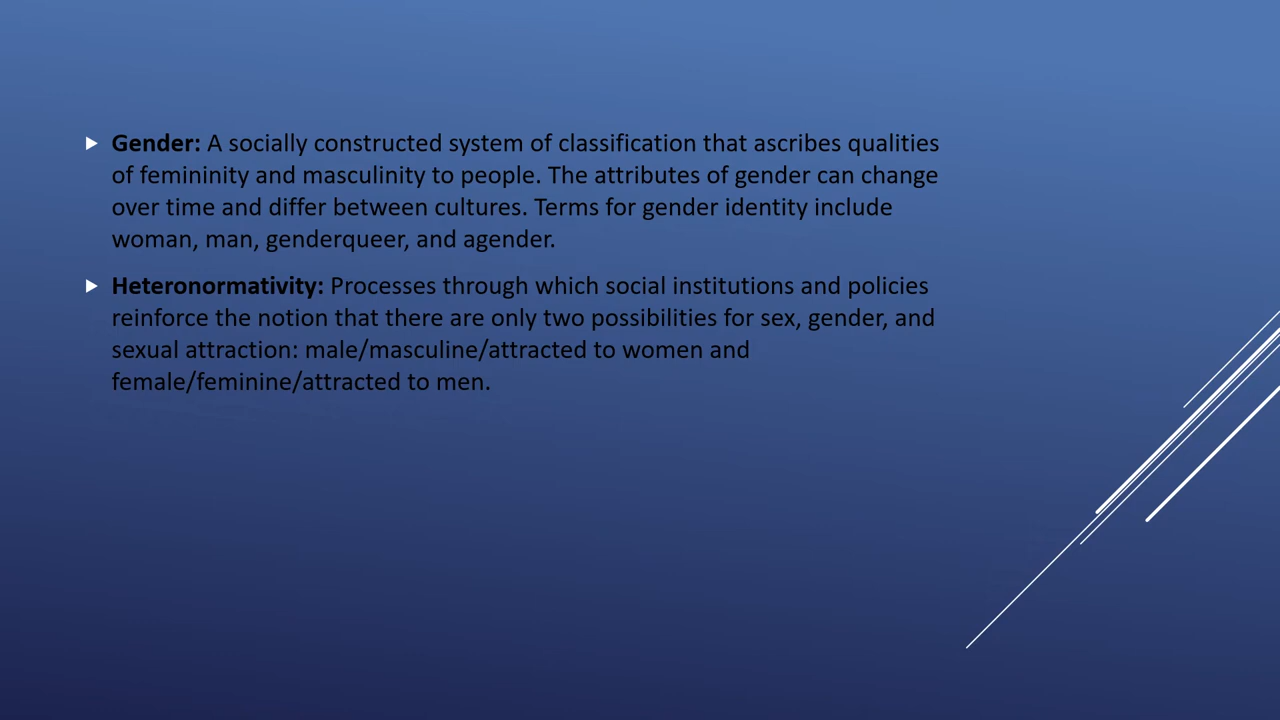 Gender: A socially constructed system of classification that ascribes qualities
of femininity and masculinity to people. The attributes of gender can change
over time and differ between cultures. Terms for gender identity include
woman, man, genderqueer, and agender.
Heteronormativity: Processes through which social institutions and policies
reinforce the notion that there are only two possibilities for sex, gender, and
sexual attraction: male/masculine/attracted to women and
female/feminine/attracted to men.